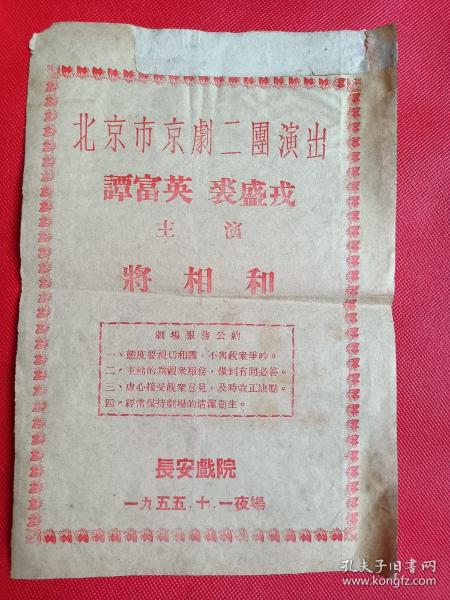 北京市京劇二團演出
譚富英 裘盛戎
主 演
將 相 和
劇場服務公約
一、態度要親切和靄,不與觀衆爭吵。
二、主動的爲觀衆服務,做到有問必答。
三、虛心接受觀衆意見,及時改正缺點。
四、經常保持劇場的清潔衛生。
長安戲院
一九五五.十.一夜場
孔夫子旧书网
www.kongfz.com